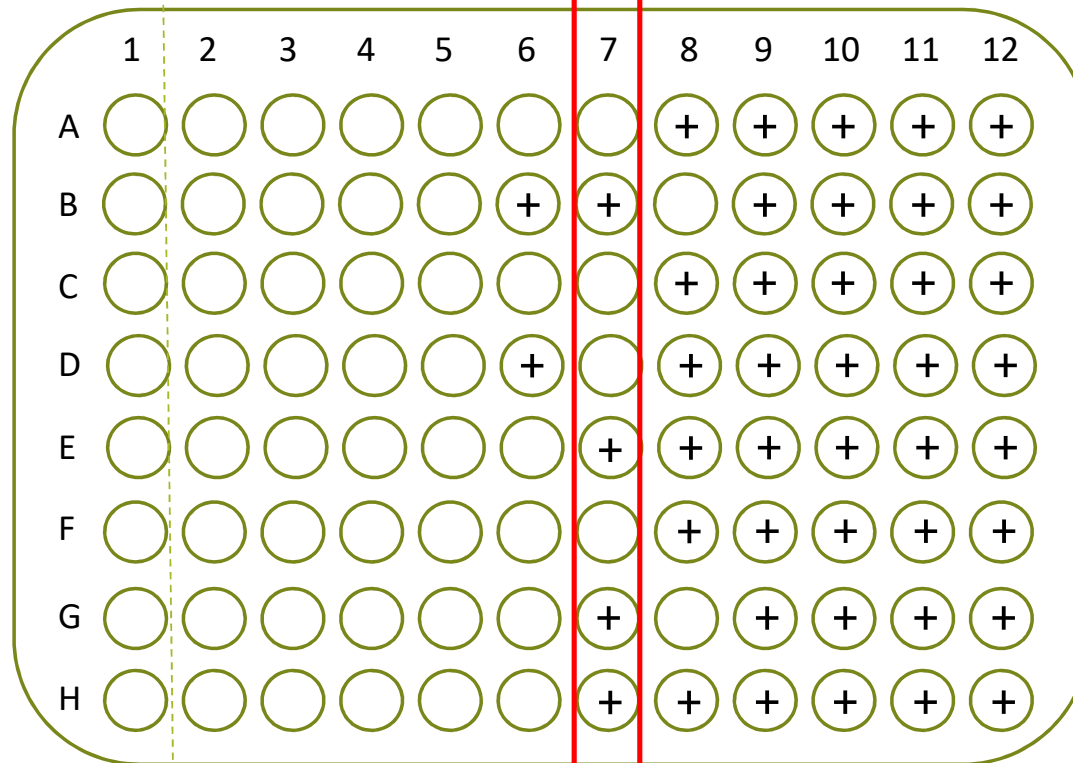 1 2 3 4 5 6 7 8 9 10 11 12
A + + + + +
B + + + + + +
C + + + + +
D + + + + + +
E + + + + + +
F + + + + +
G + + + + +
H + + + + + +